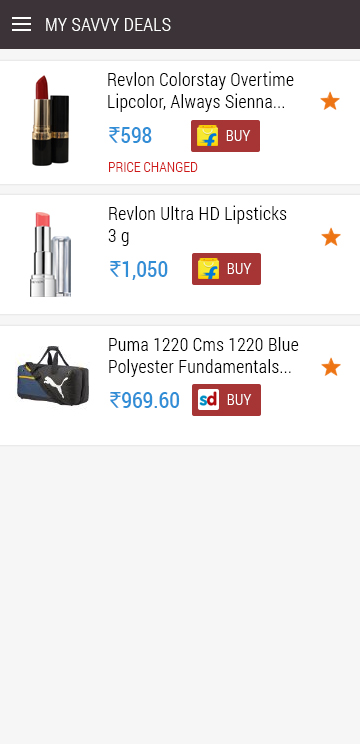 MY SAVVY DEALS
Revlon Colorstay Overtime
Lipcolor, Always Sienna...
₹598
BUY
PRICE CHANGED
Revlon Ultra HD Lipsticks
3 g
₹1,050
BUY
Puma 1220 Cms 1220 Blue
Polyester Fundamentals...
₹969.60
sd BUY